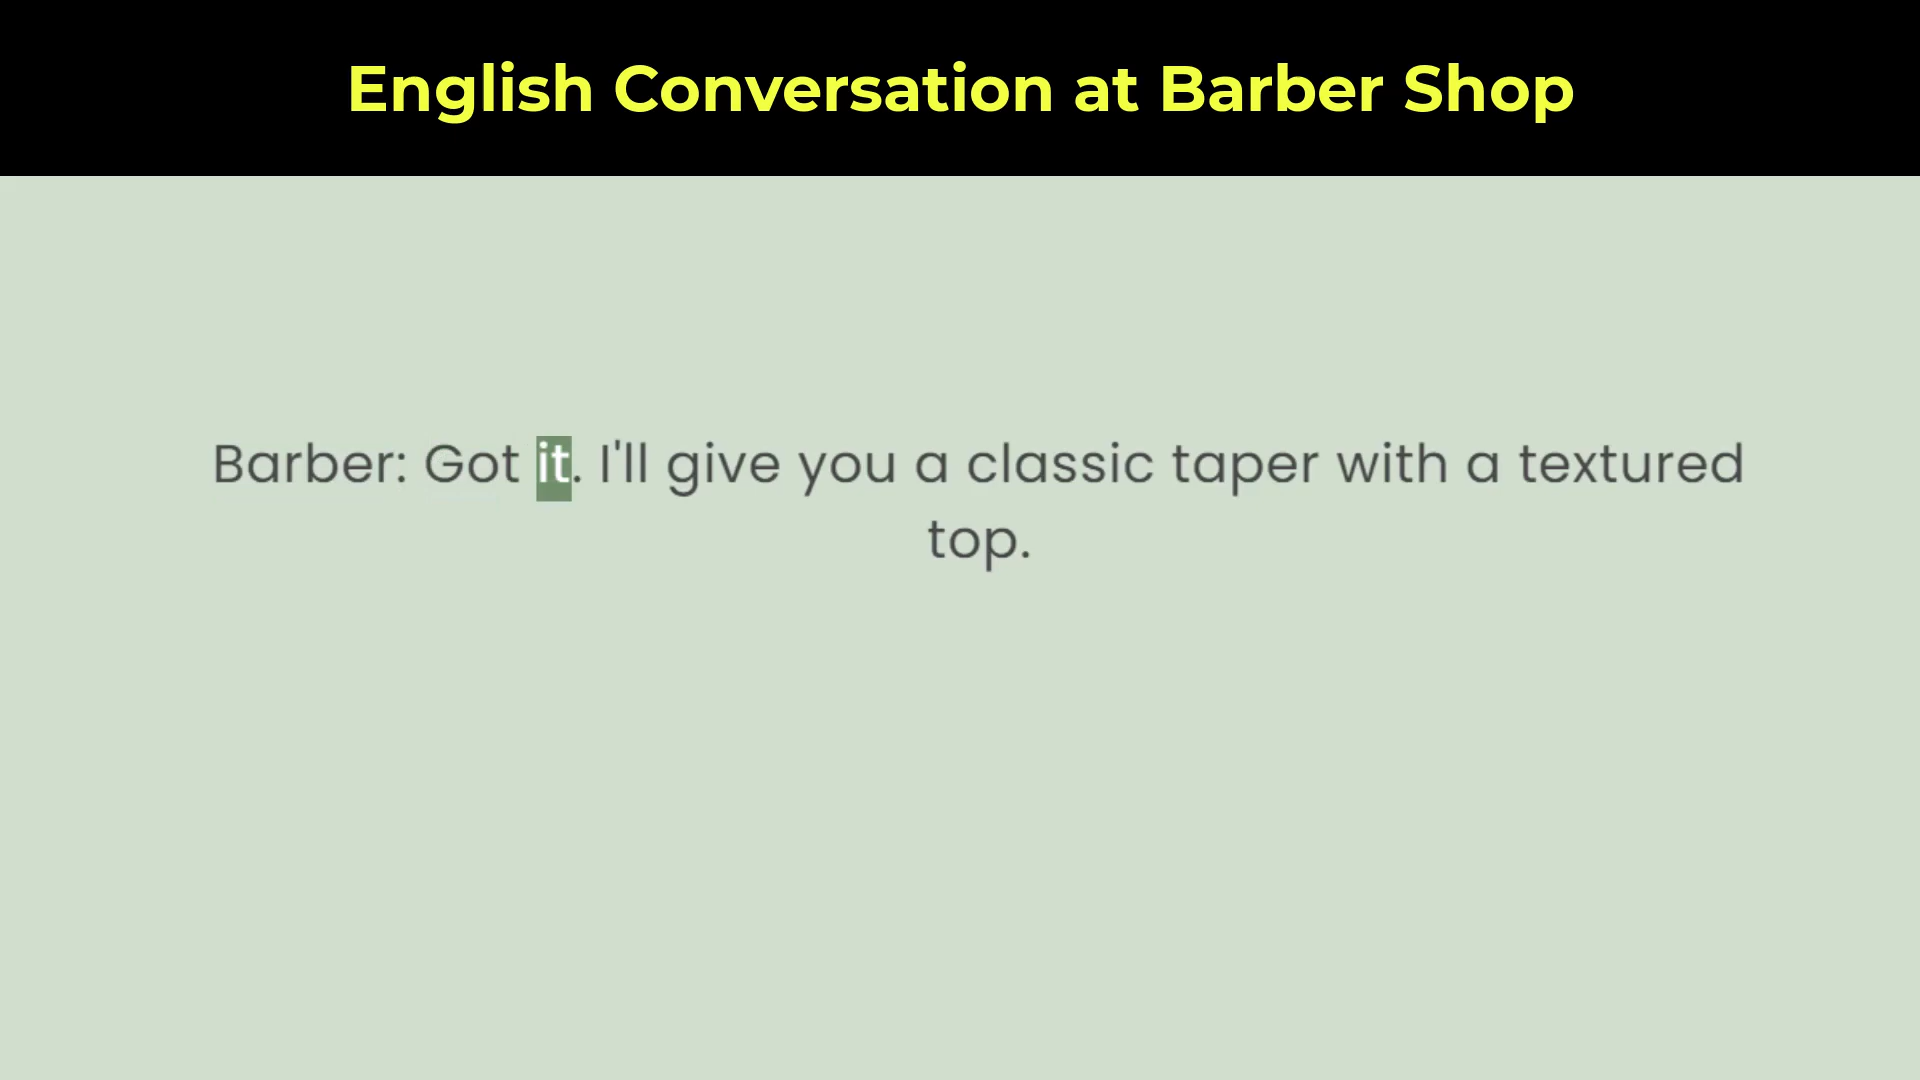 English Conversation at Barber Shop
Barber: Got it. I'll give you a classic taper with a textured
top.